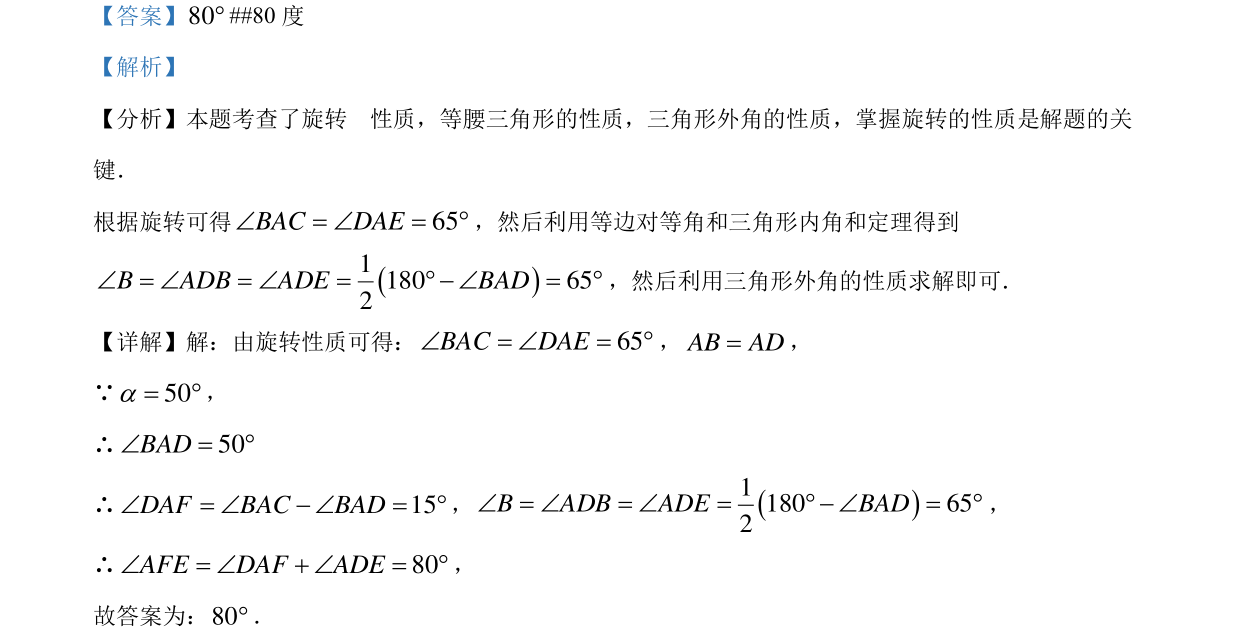 【答案】80°##80 度
【解析】
【分析】本题考查了旋转 性质，等腰三角形的性质，三角形外角的性质，掌握旋转的性质是解题的关
键．
根据旋转可得∠BAC = ∠DAE = 65°，然后利用等边对等角和三角形内角和定理得到
∠B = ∠ADB = ∠ADE = 1/2(180° − ∠BAD) = 65°，然后利用三角形外角的性质求解即可．
【详解】解：由旋转性质可得：∠BAC = ∠DAE = 65°，AB = AD，
∵α = 50°，
∴∠BAD = 50°
∴∠DAF = ∠BAC − ∠BAD = 15°，∠B = ∠ADB = ∠ADE = 1/2(180° − ∠BAD) = 65°，
∴∠AFE = ∠DAF + ∠ADE = 80°，
故答案为：80°．